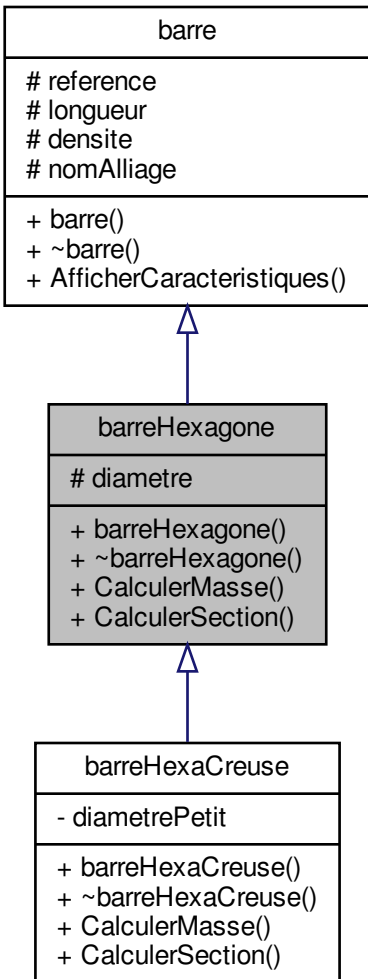 barre
# reference
# longueur
# densite
# nomAlliage
+ barre()
+ ~barre()
+ AfficherCaracteristiques()
barreHexagone
# diametre
+ barreHexagone()
+ ~barreHexagone()
+ CalculerMasse()
+ CalculerSection()
barreHexaCreuse
- diametrePetit
+ barreHexaCreuse()
+ ~barreHexaCreuse()
+ CalculerMasse()
+ CalculerSection()